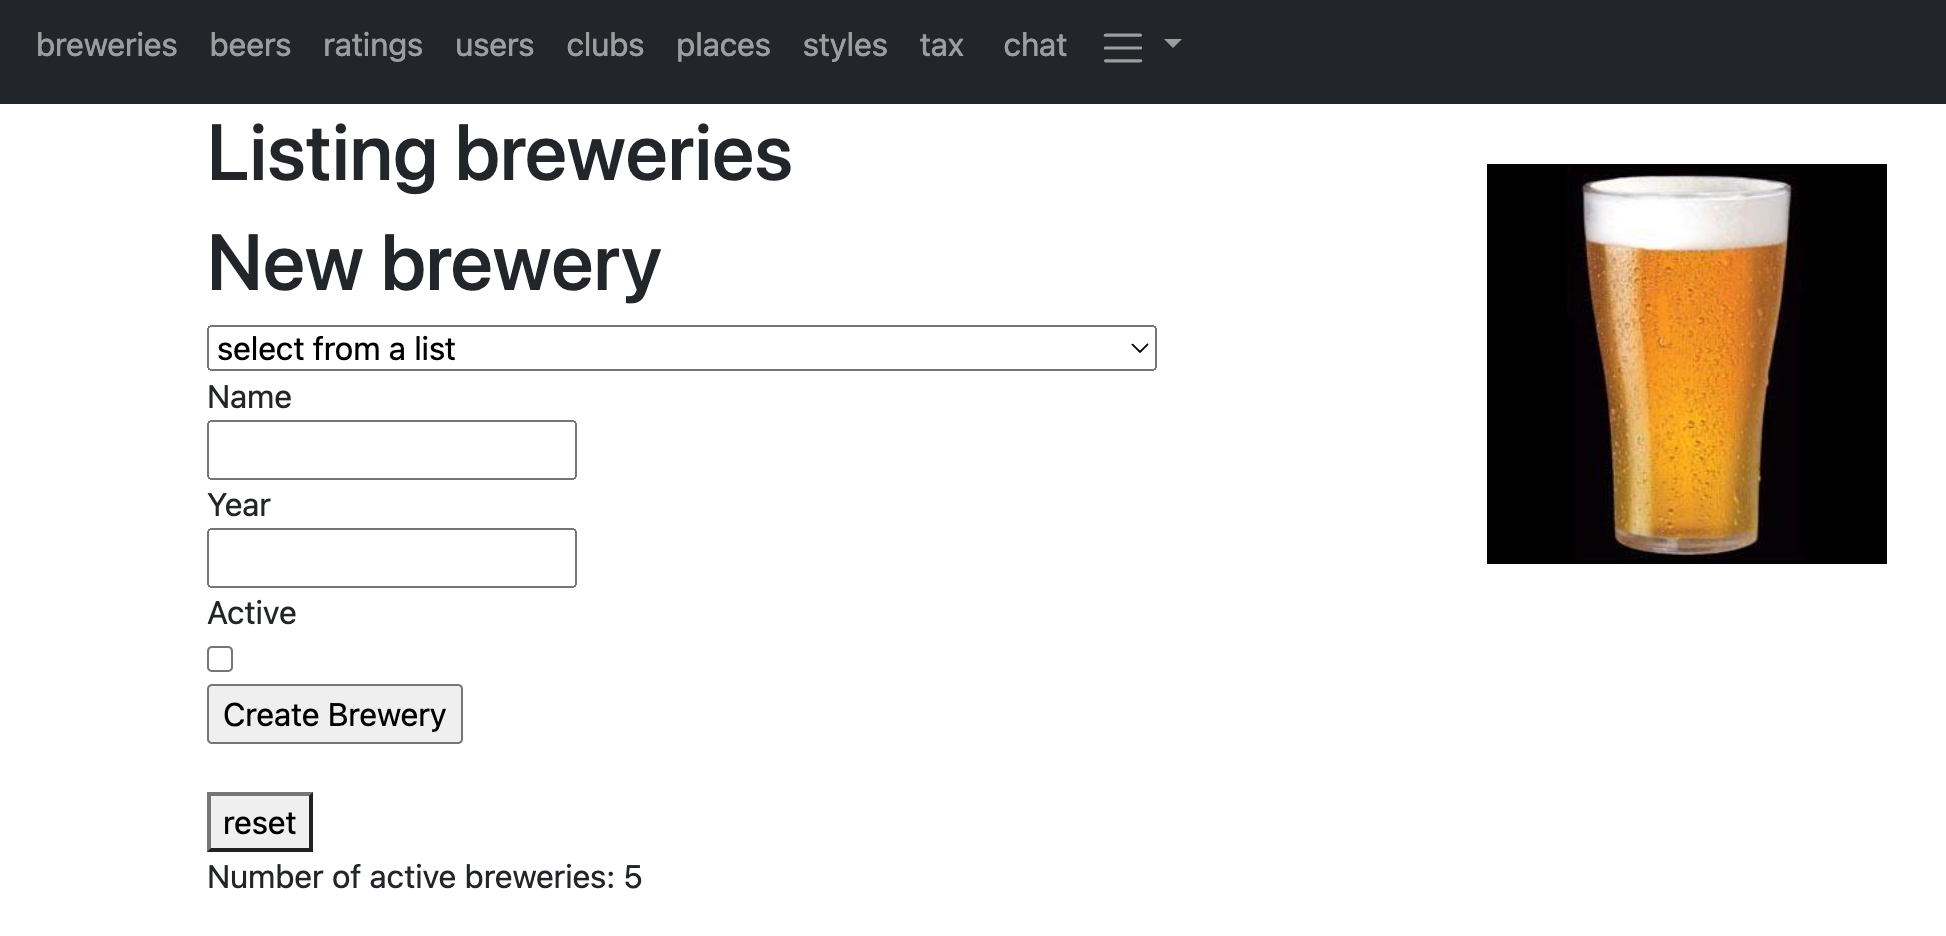 breweries beers ratings users clubs places styles tax chat
Listing breweries
New brewery
select from a list
Name
Year
Active
Create Brewery
reset
Number of active breweries: 5